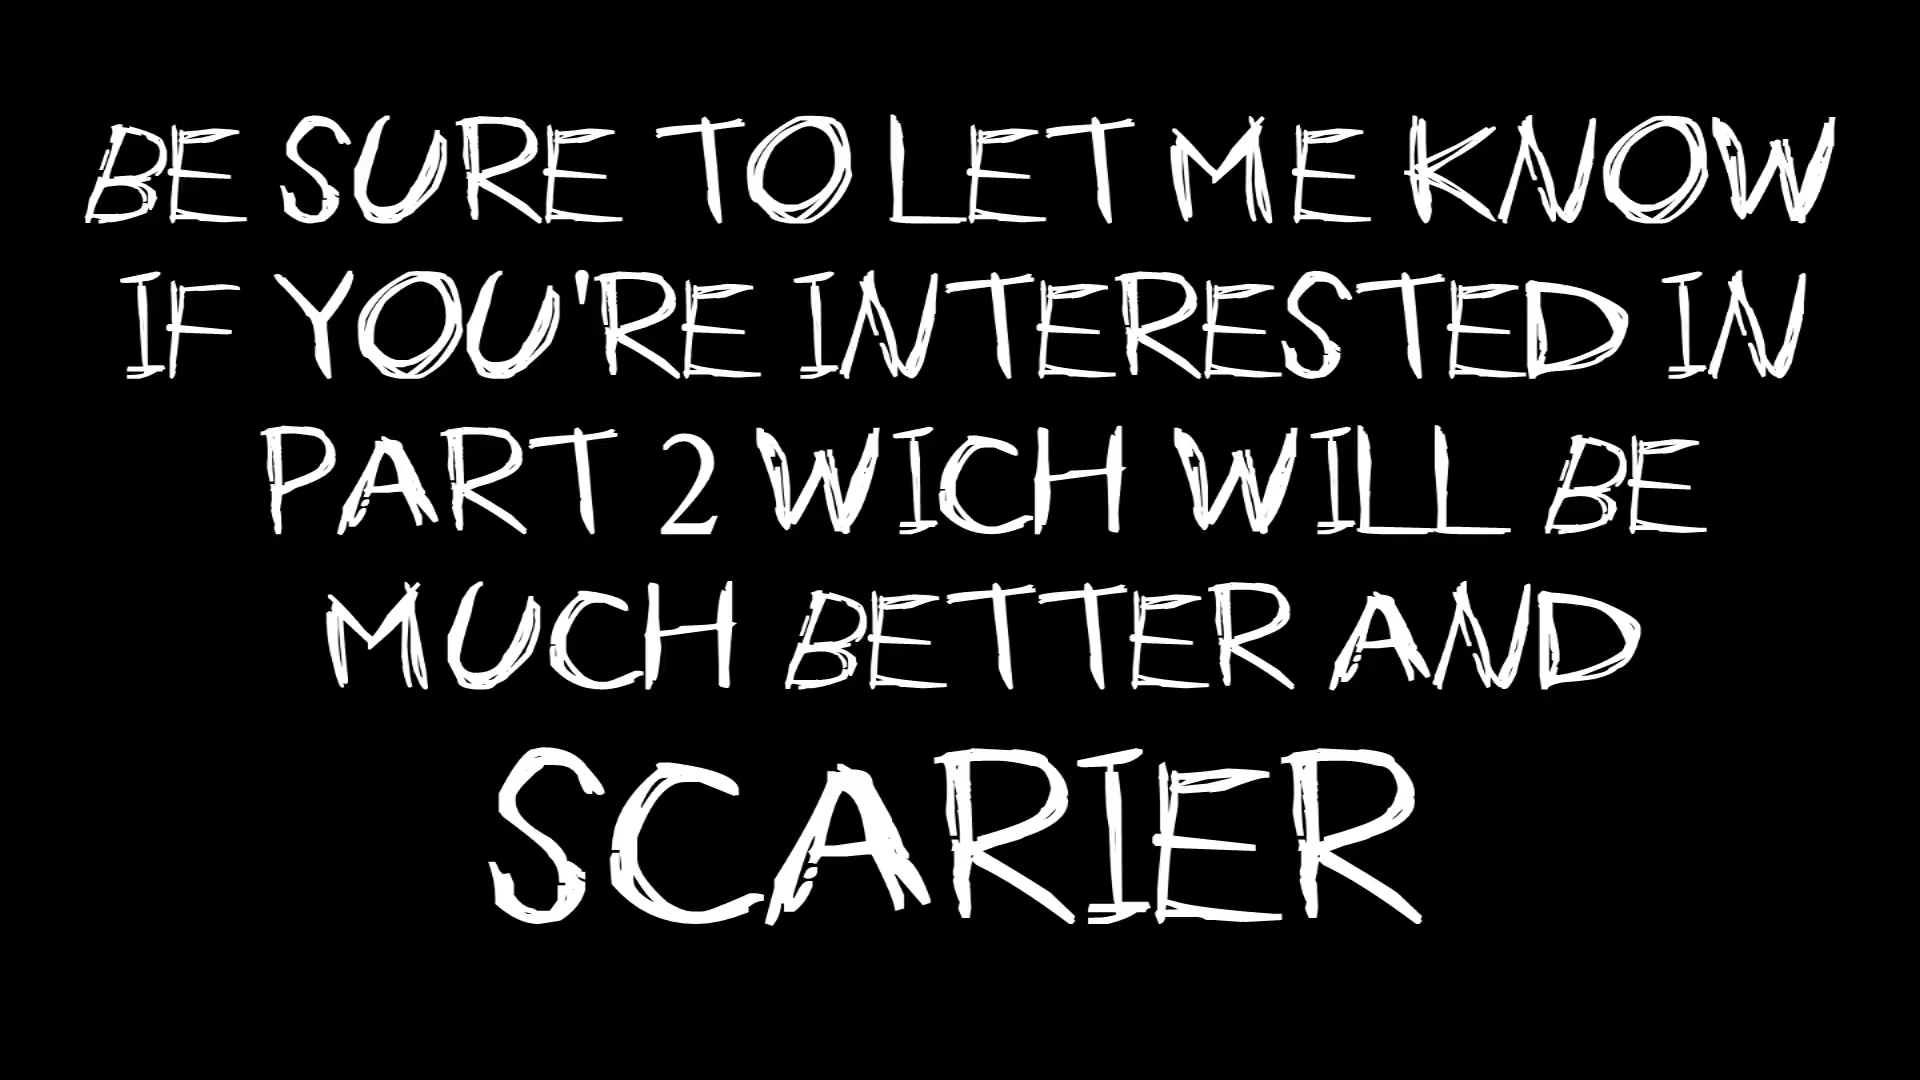 BE SURE TO LET ME KNOW
IF YOU'RE INTERESTED IN
PART 2 WICH WILL BE
MUCH BETTER AND
SCARIER